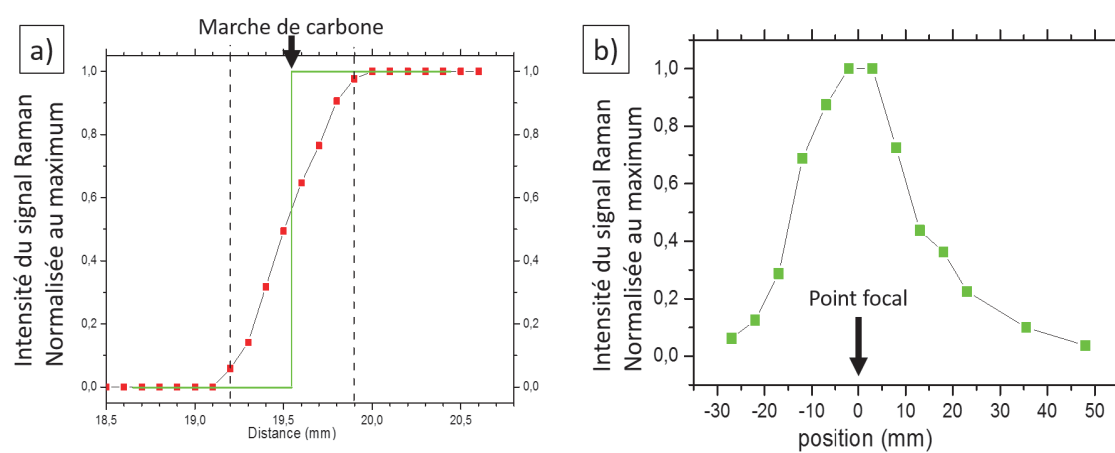 a)
Marche de carbone
Intensité du signal Raman
Normalisée au maximum
1,0
0,8
0,6
0,4
0,2
0,0
1,0
0,8
0,6
0,4
0,2
0,0
18,5 19,0 19,5 20,0 20,5
Distance (mm)
b)
Intensité du signal Raman
Normalisée au maximum
1,0
0,8
0,6
0,4
0,2
0,0
Point focal
-30 -20 -10 0 10 20 30 40 50
position (mm)